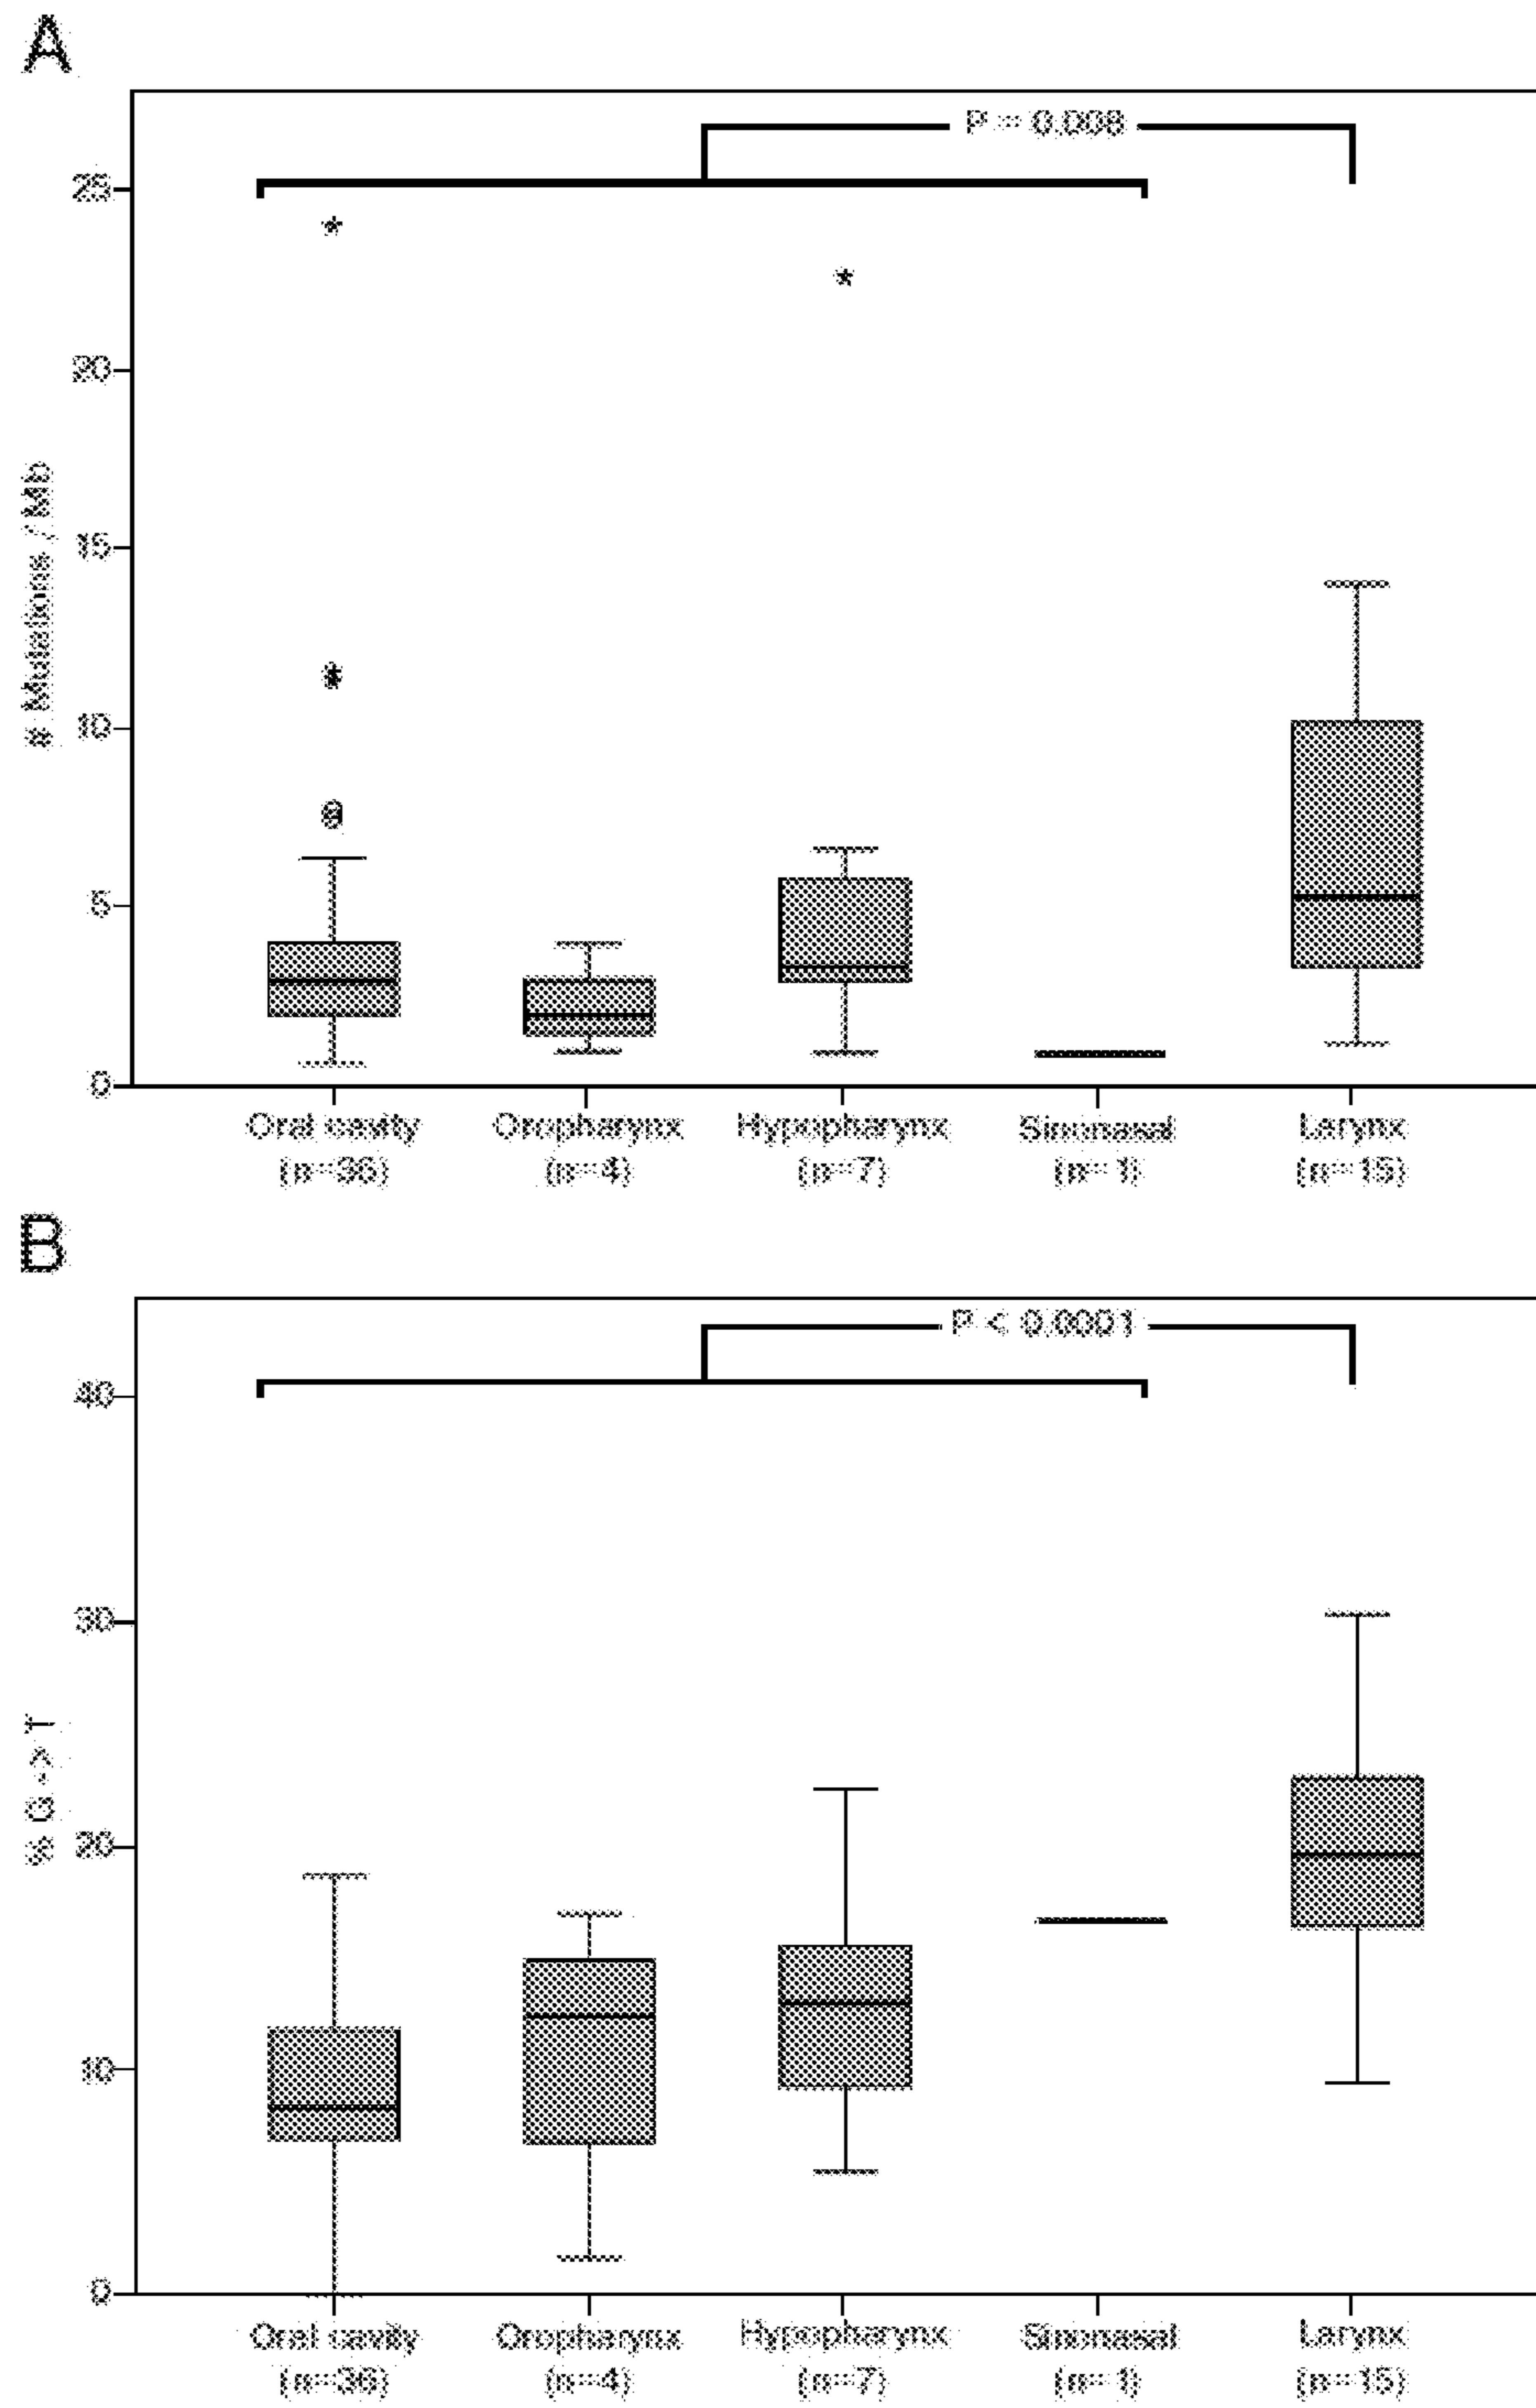 A
P = 0.008
25
20
15
10
5
0
# Mutations / Mb
Oral cavity
(n=36)
Oropharynx
(n=4)
Hypopharynx
(n=7)
Sinonasal
(n=1)
Larynx
(n=15)
B
P < 0.0001
40
30
20
10
0
% G -> T
Oral cavity
(n=36)
Oropharynx
(n=4)
Hypopharynx
(n=7)
Sinonasal
(n=1)
Larynx
(n=15)